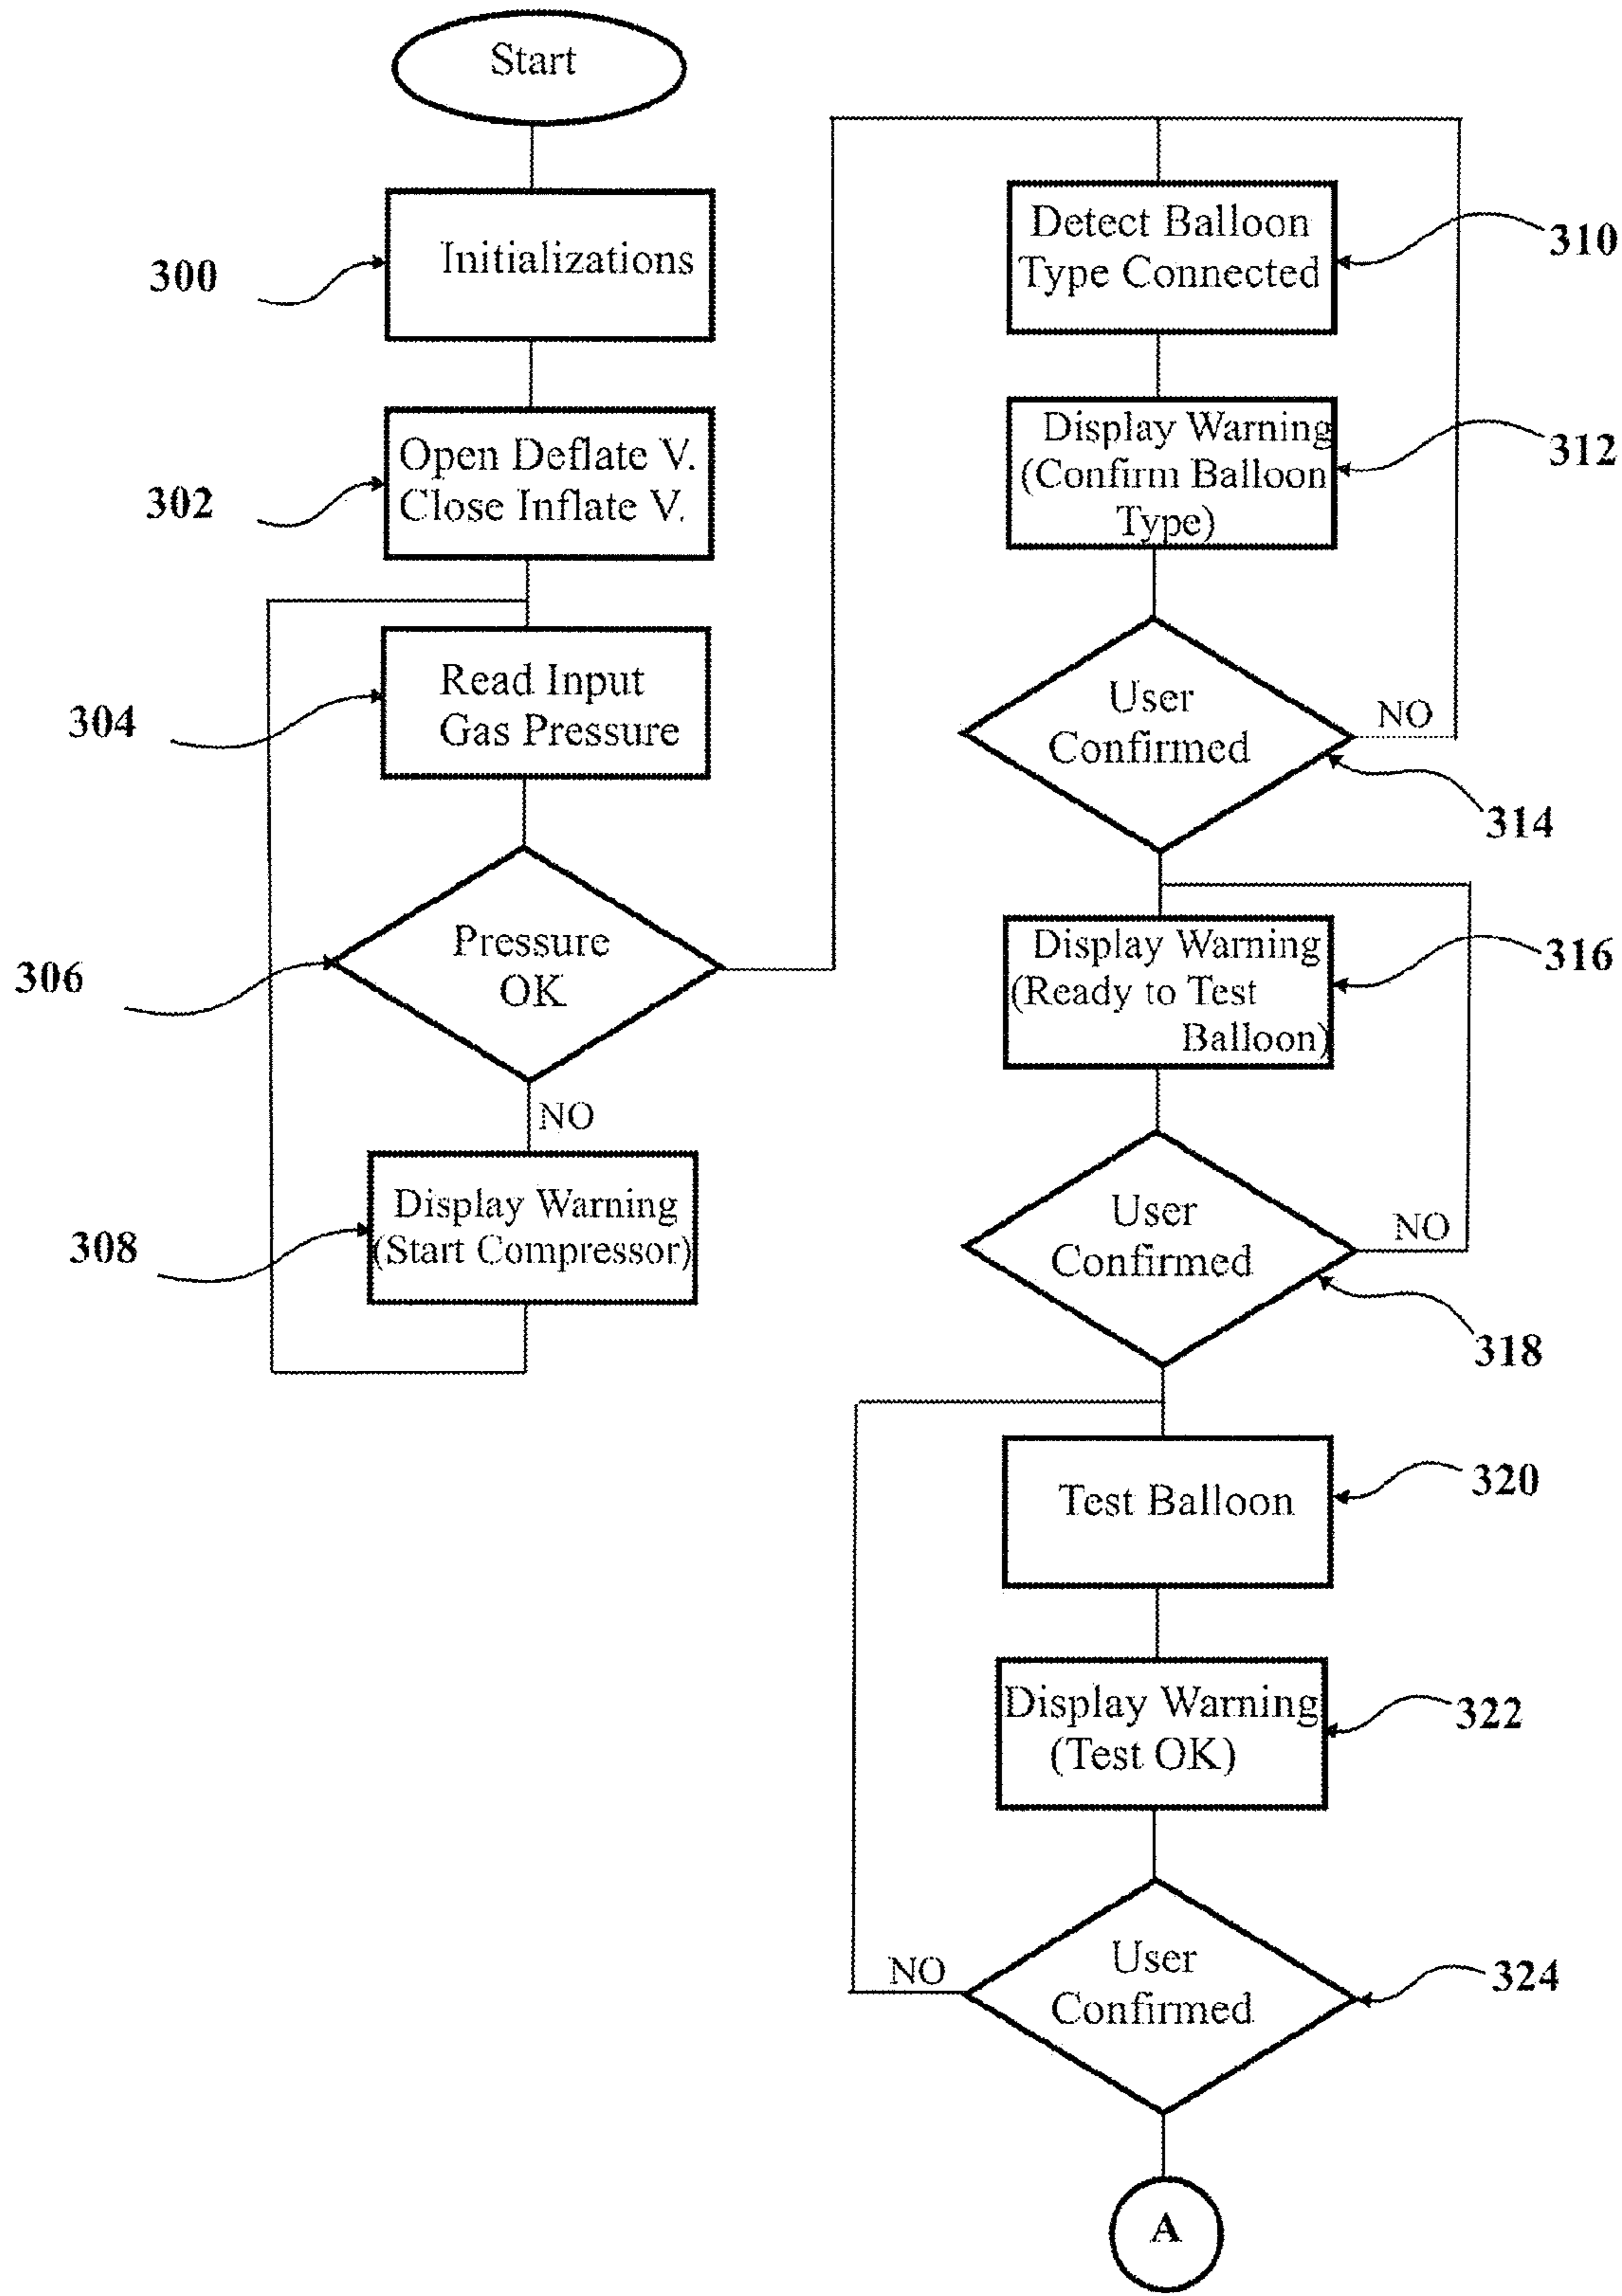 Start
300
Initializations
302
Open Deflate V.
Close Inflate V.
304
Read Input
Gas Pressure
306
Pressure
OK
NO
308
Display Warning
(Start Compressor)
Detect Balloon
Type Connected
310
Display Warning
(Confirm Balloon
Type)
312
User
Confirmed
NO
314
Display Warning
(Ready to Test
Balloon)
316
User
Confirmed
NO
318
Test Balloon
320
Display Warning
(Test OK)
322
User
Confirmed
NO
324
A